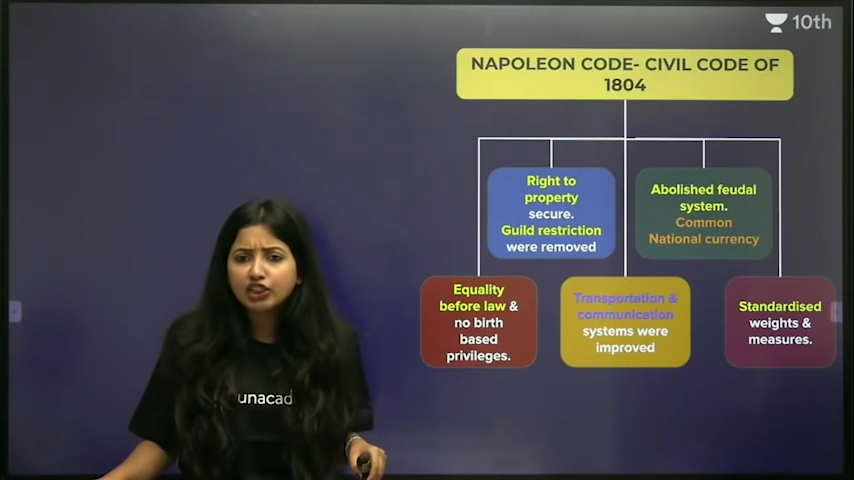 10th
NAPOLEON CODE- CIVIL CODE OF
1804
Right to
property
secure.
Guild restriction
were removed
Abolished feudal
system.
Common
National currency
Equality
before law &
no birth
based
privileges.
Transportation &
communication
systems were
improved
Standardised
weights &
measures.
unacad